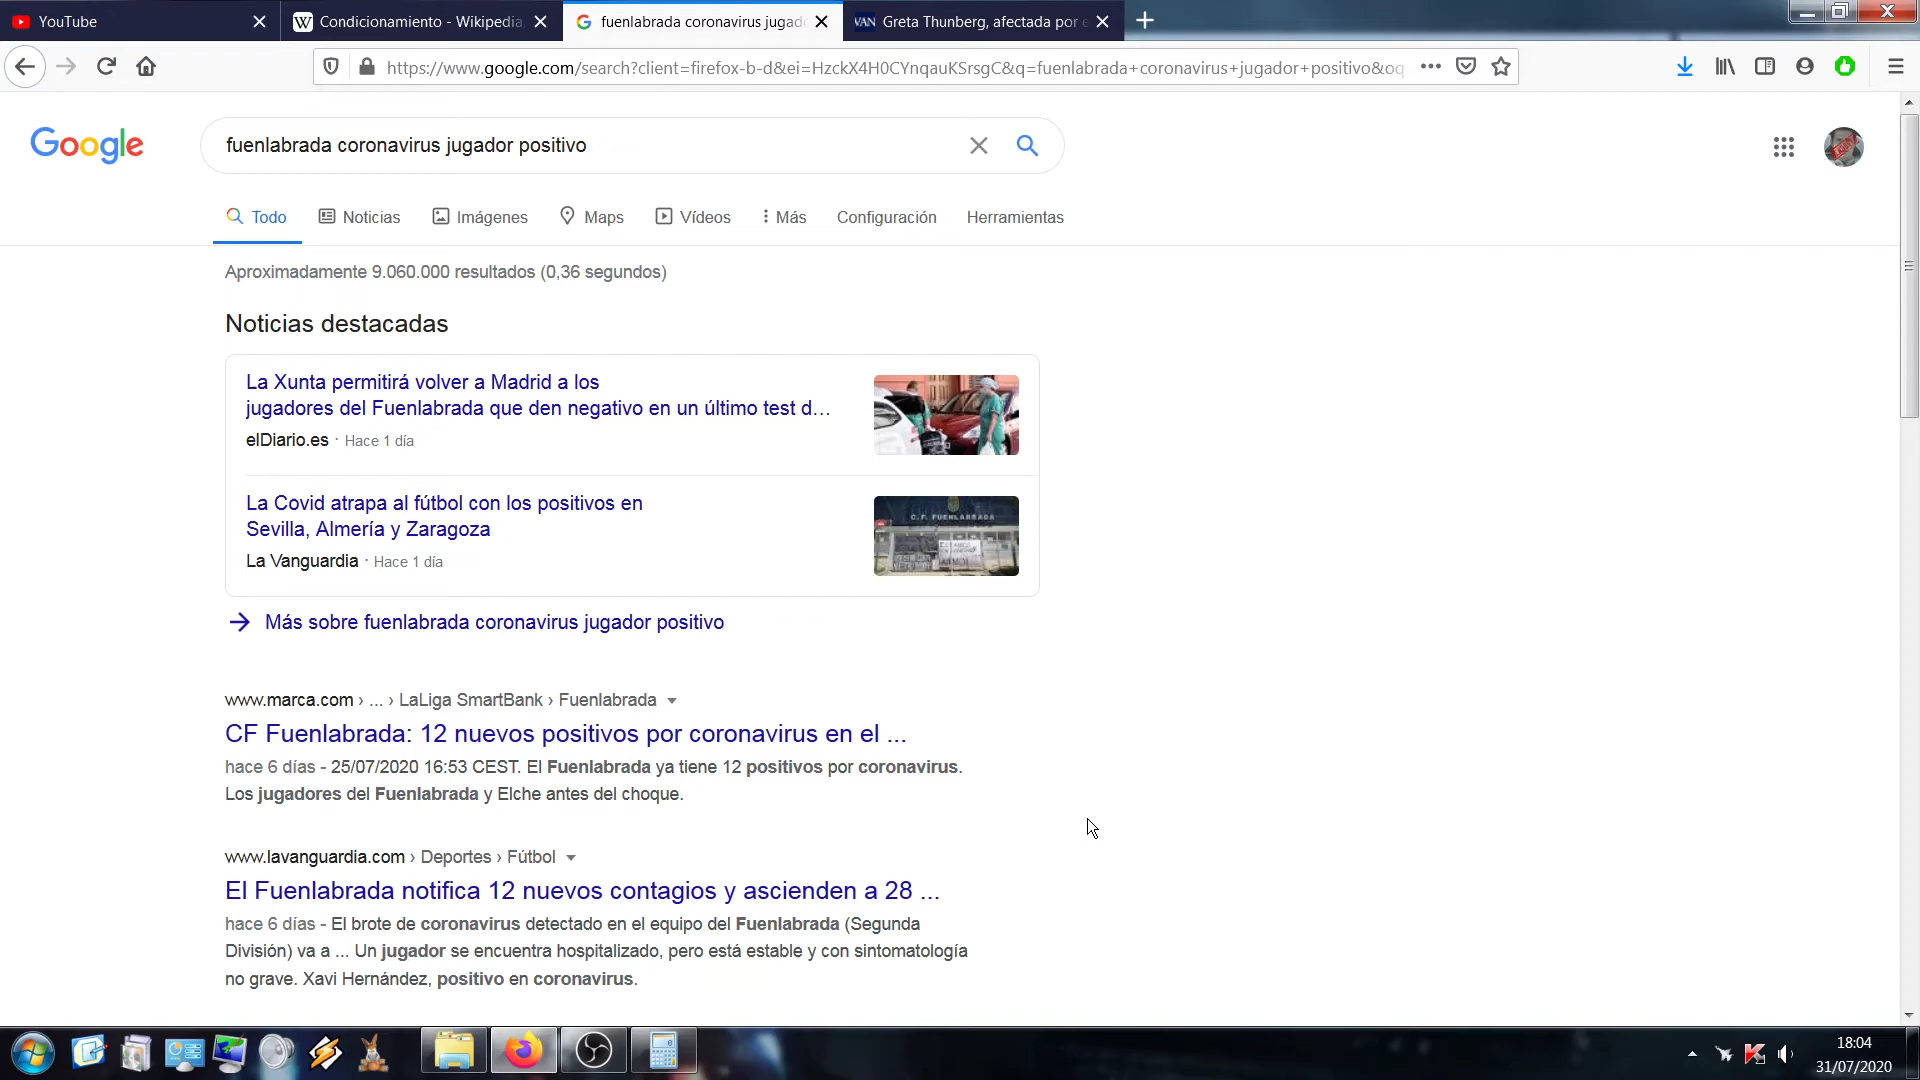 YouTube
Condicionamiento - Wikipedia,
fuenlabrada coronavirus jugado
VAN Greta Thunberg, afectada por e
https://www.google.com/search?client=firefox-b-d&ei=HzckX4H0CYnqauKSrsgC&q=fuenlabrada+coronavirus+jugador+positivo&oq
Google
fuenlabrada coronavirus jugador positivo
Todo
Noticias
Imágenes
Maps
Vídeos
Más
Configuración
Herramientas
Aproximadamente 9.060.000 resultados (0,36 segundos)
Noticias destacadas
La Xunta permitirá volver a Madrid a los
jugadores del Fuenlabrada que den negativo en un último test d...
elDiario.es · Hace 1 día
La Covid atrapa al fútbol con los positivos en
Sevilla, Almería y Zaragoza
La Vanguardia · Hace 1 día
C.F. FUENLABRADA
Más sobre fuenlabrada coronavirus jugador positivo
www.marca.com › ... › LaLiga SmartBank › Fuenlabrada
CF Fuenlabrada: 12 nuevos positivos por coronavirus en el ...
hace 6 días - 25/07/2020 16:53 CEST. El Fuenlabrada ya tiene 12 positivos por coronavirus.
Los jugadores del Fuenlabrada y Elche antes del choque.
www.lavanguardia.com › Deportes › Fútbol
El Fuenlabrada notifica 12 nuevos contagios y ascienden a 28 ...
hace 6 días - El brote de coronavirus detectado en el equipo del Fuenlabrada (Segunda
División) va a ... Un jugador se encuentra hospitalizado, pero está estable y con sintomatología
no grave. Xavi Hernández, positivo en coronavirus.
18:04
31/07/2020